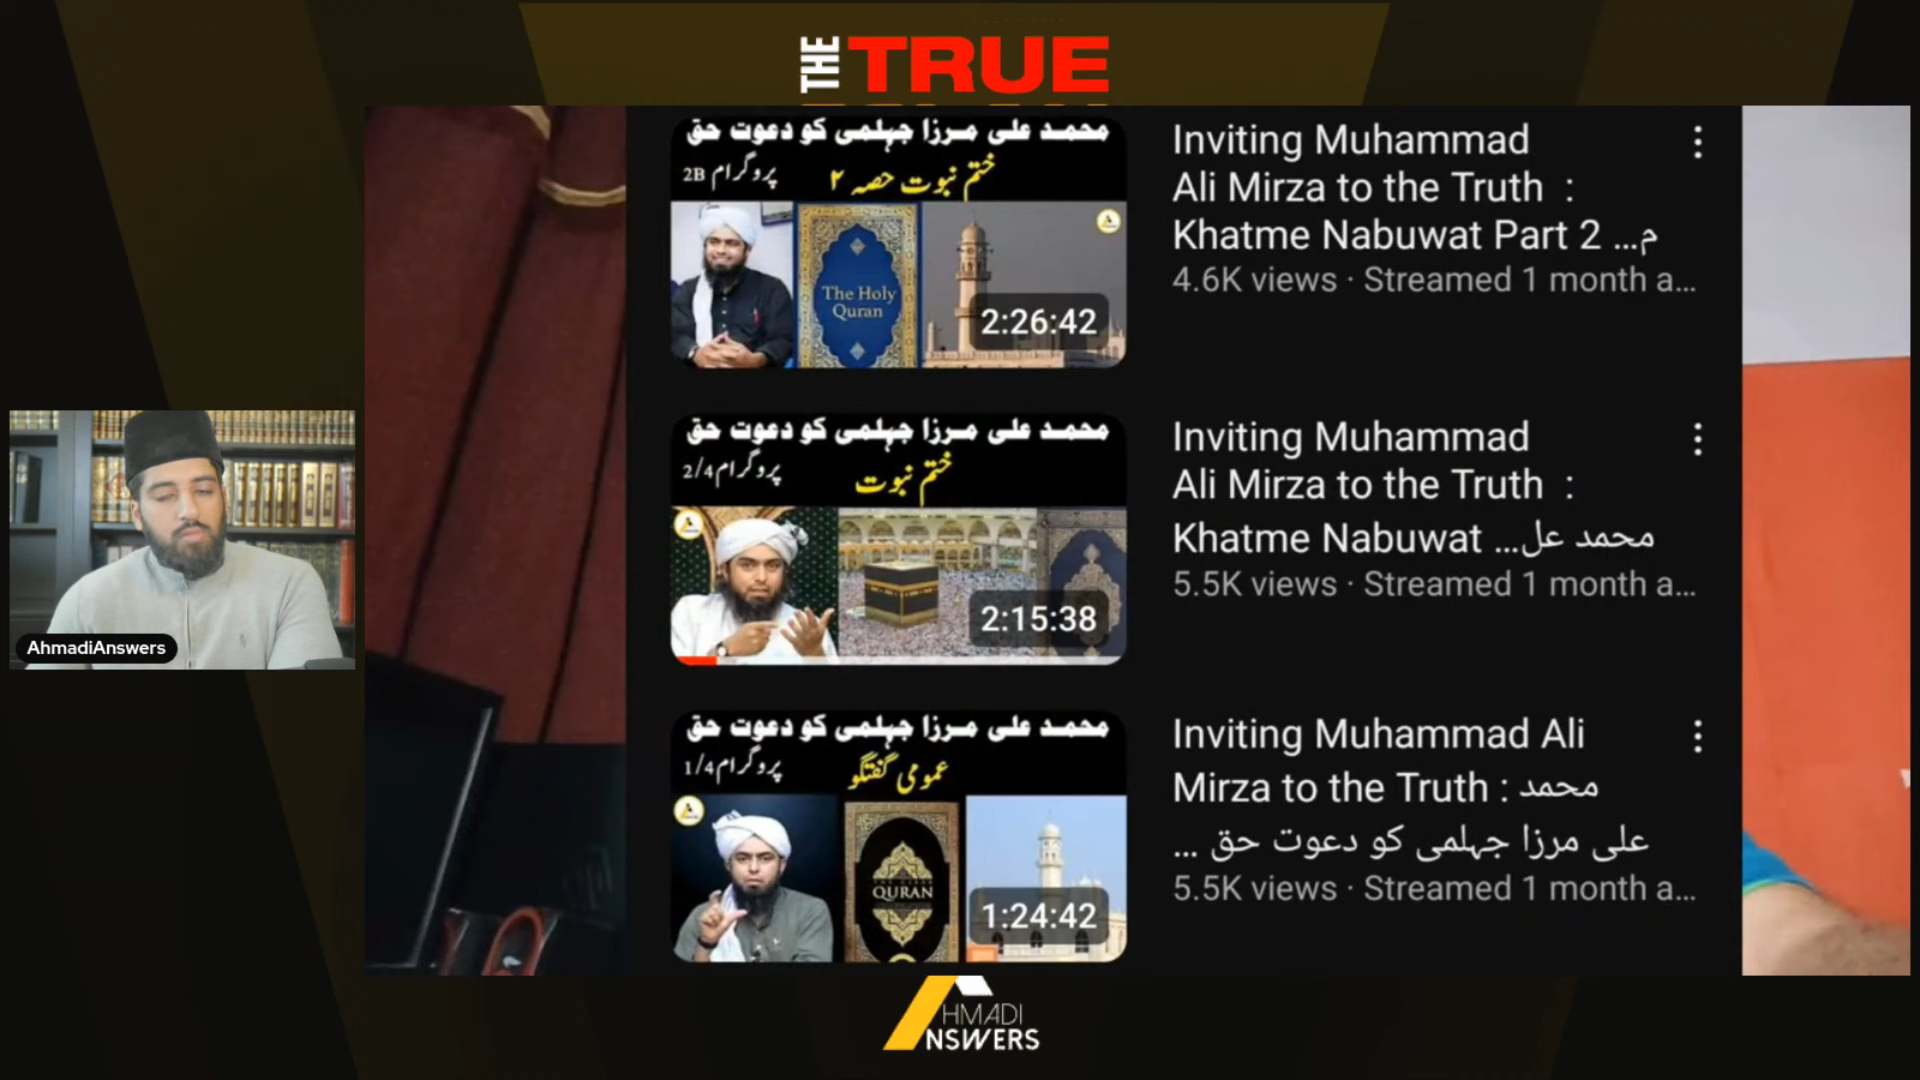 THE TRUE
محمد علی مرزا جہلمی کو دعوت حق
پروگرام 2B
ختم نبوت حصہ ۲
The Holy
Quran
2:26:42
Inviting Muhammad
Ali Mirza to the Truth :
Khatme Nabuwat Part 2 ...م
4.6K views · Streamed 1 month a...
محمد علی مرزا جہلمی کو دعوت حق
پروگرام 2/4
ختم نبوت
2:15:38
Inviting Muhammad
Ali Mirza to the Truth :
Khatme Nabuwat ...محمد عل
5.5K views · Streamed 1 month a...
محمد علی مرزا جہلمی کو دعوت حق
پروگرام 1/4
عمومی گفتگو
QURAN
1:24:42
Inviting Muhammad Ali
Mirza to the Truth : محمد
علی مرزا جہلمی کو دعوت حق ...
5.5K views · Streamed 1 month a...
AhmadiAnswers
AHMADI
ANSWERS